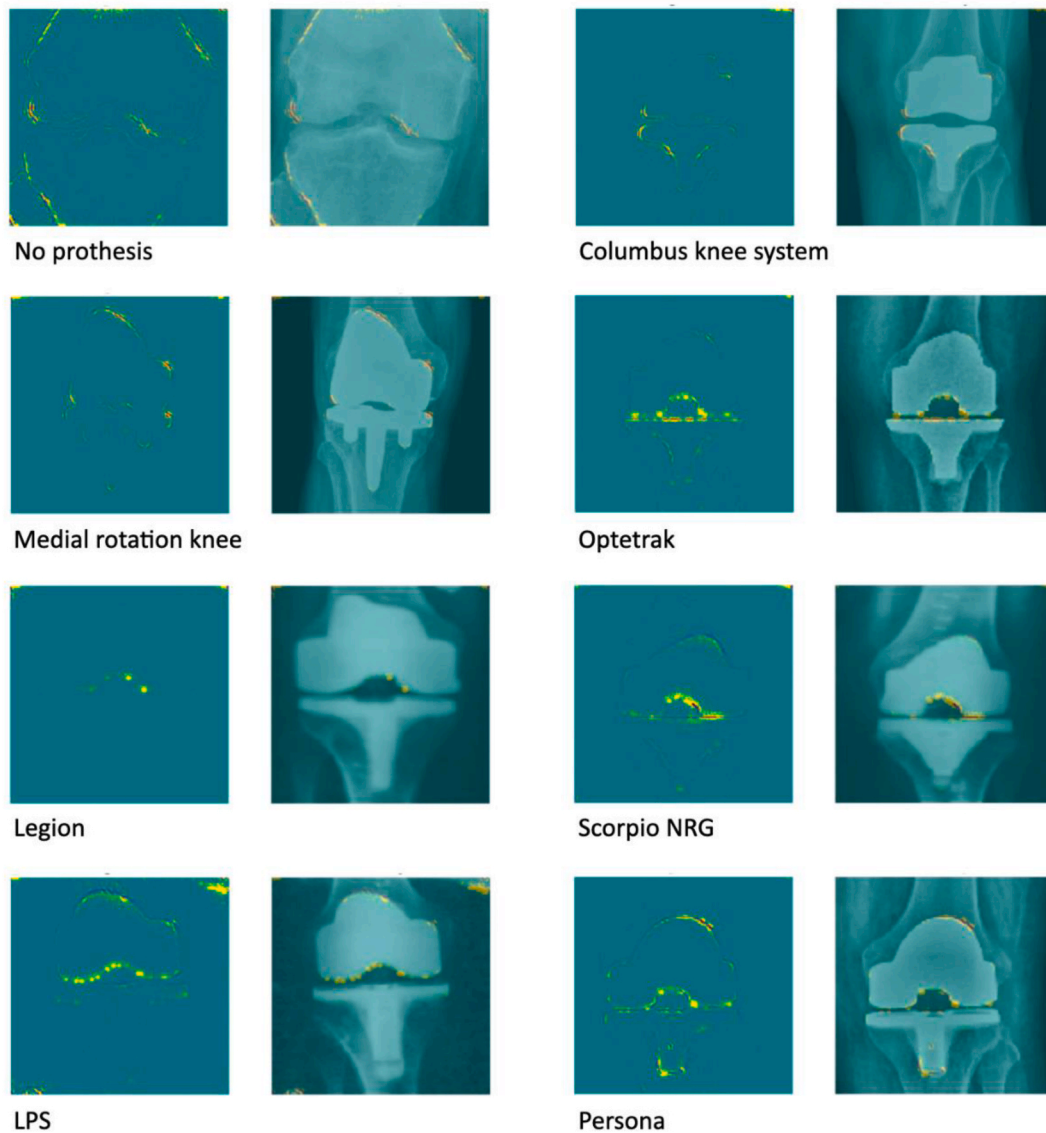 No prothesis
Columbus knee system
Medial rotation knee
Optetrak
Legion
Scorpio NRG
LPS
Persona